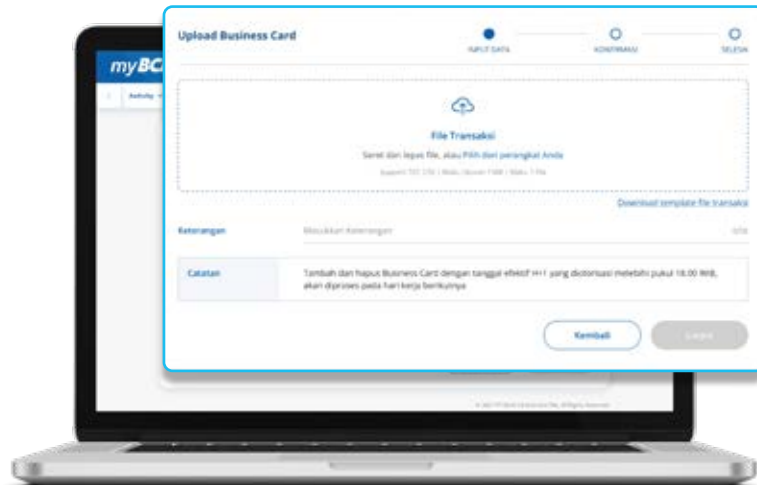 Upload Business Card
INPUT DATA
KONFIRMASI
SELESAI
myBC
Activity
File Transaksi
Seret dan lepas file, atau Pilih dari perangkat Anda
Download template file transaksi
Keterangan
Masukkan Keterangan
Catatan
Tambah dan hapus Business Card dengan tanggal efektif H+1 yang diotorisasi melebihi pukul 18.00 WIB,
akan diproses pada hari kerja berikutnya
Kembali
Lanjut